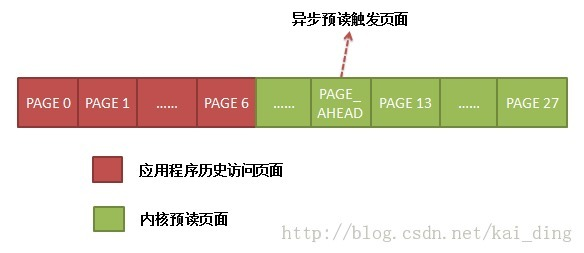 异步预读触发页面
PAGE 0 PAGE 1 …… PAGE 6 …… PAGE_ AHEAD PAGE 13 …… PAGE 27
应用程序历史访问页面
内核预读页面
http://blog.csdn.net/kai_ding